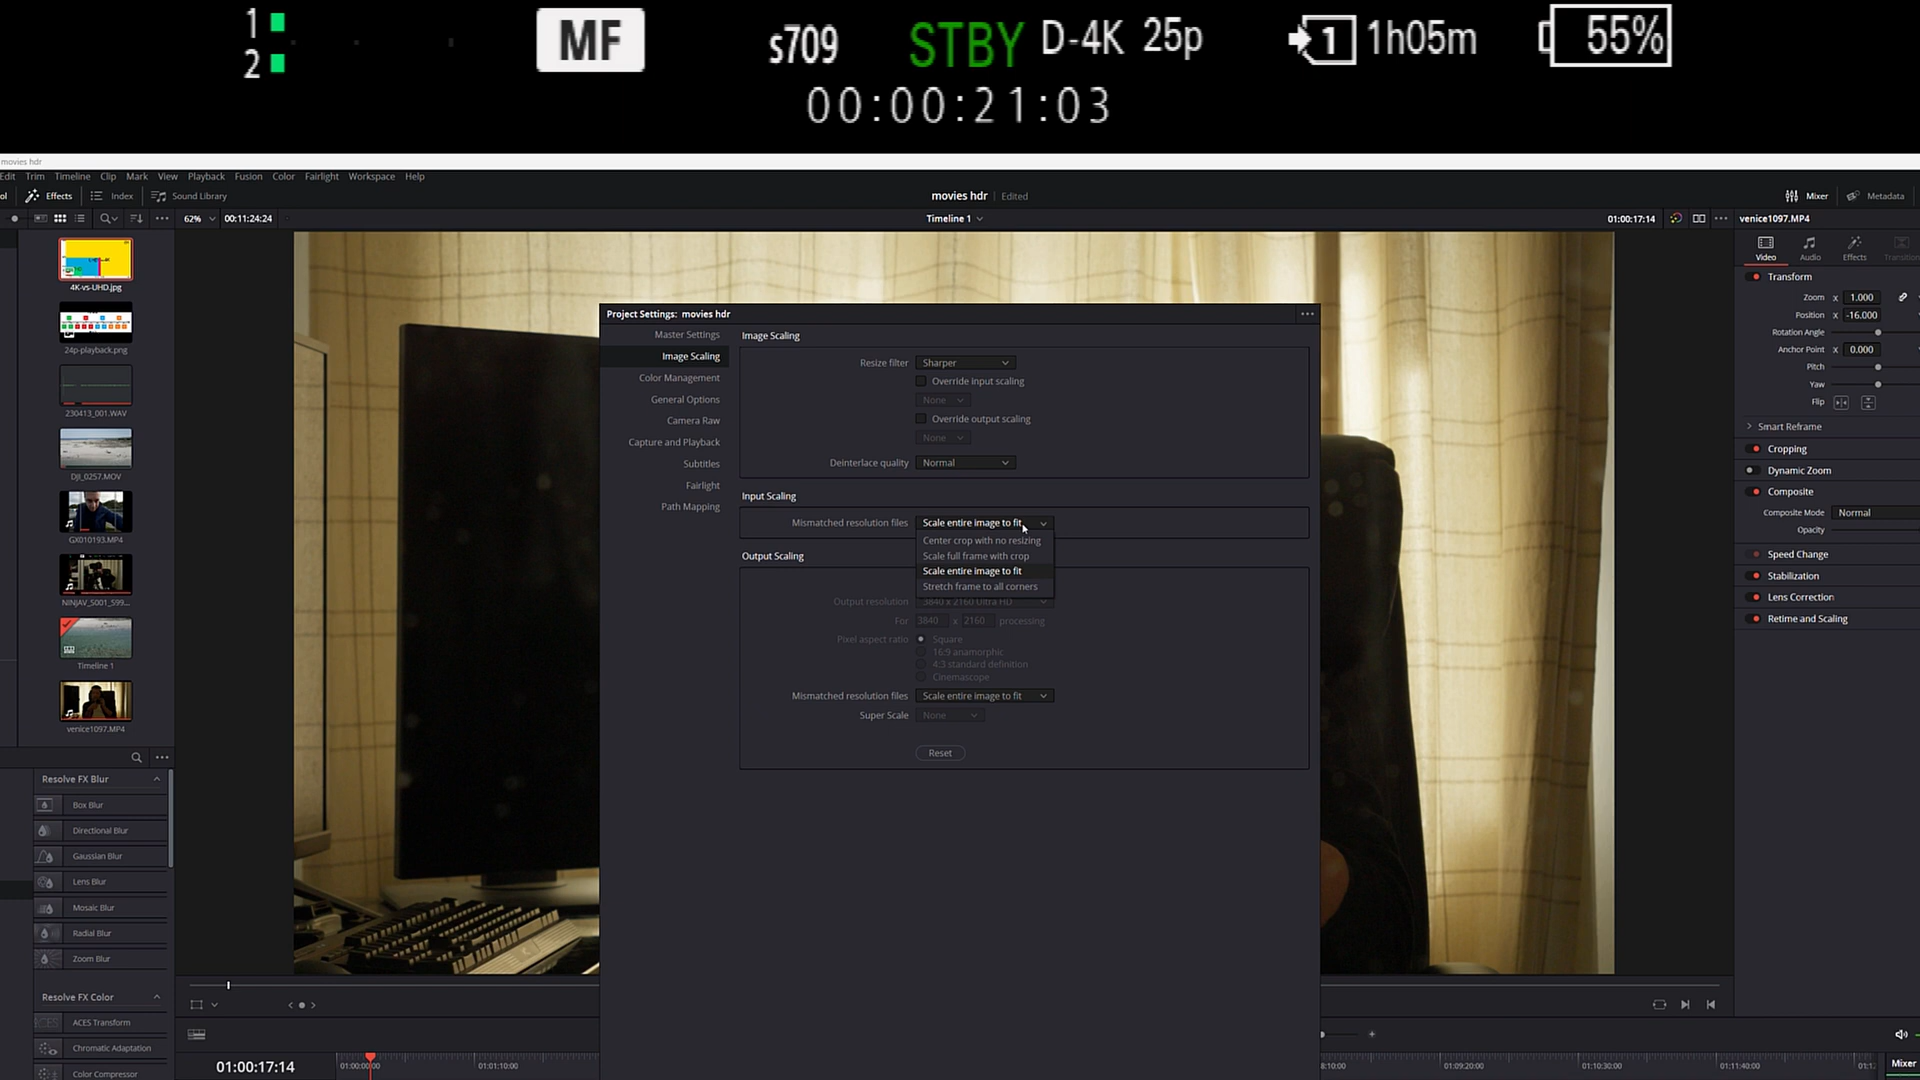 1
2
MF
s709
STBY
D-4K 25p
1
1h05m
55%
00:00:21:03
movies hdr
Edit Trim Timeline Clip Mark View Playback Fusion Color Fairlight Workspace Help
Effects Index Sound Library
movies hdr Edited
Mixer Metadata
62% 00:11:24:24
Timeline 1
01:00:17:14
venice1097.MP4
4K-vs-UHD.jpg
24p-playback.png
230413_001.WAV
DJI_0257.MOV
GX010193.MP4
NINJAV_S001_S99...
Timeline 1
venice1097.MP4
Resolve FX Blur
Box Blur
Directional Blur
Gaussian Blur
Lens Blur
Mosaic Blur
Radial Blur
Zoom Blur
Resolve FX Color
ACES Transform
Chromatic Adaptation
Color Compressor
Project Settings: movies hdr
Master Settings
Image Scaling
Color Management
General Options
Camera Raw
Capture and Playback
Subtitles
Fairlight
Path Mapping
Image Scaling
Resize filter Sharper
Override input scaling
None
Override output scaling
None
Deinterlace quality Normal
Input Scaling
Mismatched resolution files Scale entire image to fit
Center crop with no resizing
Scale full frame with crop
Scale entire image to fit
Stretch frame to all corners
Output Scaling
Output resolution 3840 x 2160 Ultra HD
For 3840 x 2160 processing
Pixel aspect ratio Square
16:9 anamorphic
4:3 standard definition
Cinemascope
Mismatched resolution files Scale entire image to fit
Super Scale None
Reset
Video Audio Effects Transition
Transform
Zoom X 1.000
Position X -16.000
Rotation Angle
Anchor Point X 0.000
Pitch
Yaw
Flip
Smart Reframe
Cropping
Dynamic Zoom
Composite
Composite Mode Normal
Opacity
Speed Change
Stabilization
Lens Correction
Retime and Scaling
01:00:17:14
01:00:00:00
01:01:10:00
8:10:00
01:09:20:00
01:10:30:00
01:11:40:00
Mixer